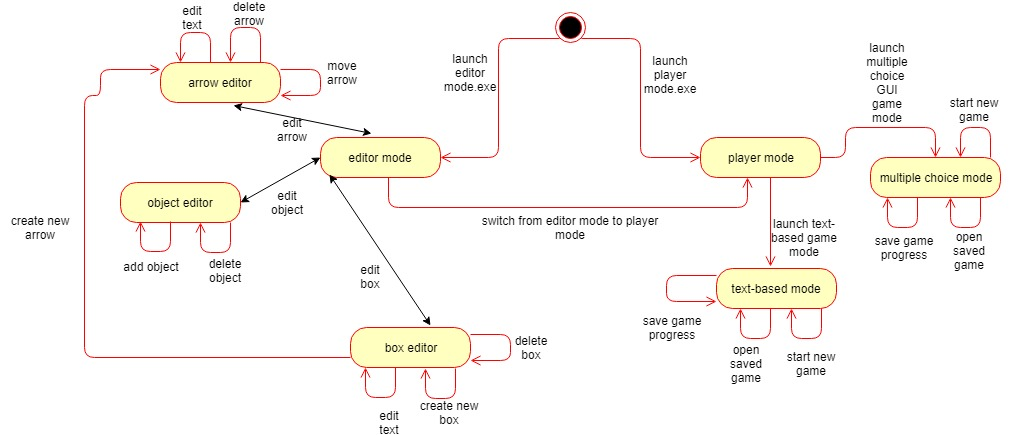 edit
text
delete
arrow
arrow editor
move
arrow
launch
editor
mode.exe
launch
player
mode.exe
launch
multiple
choice
GUI
game
mode
start new
game
edit
arrow
editor mode
player mode
multiple choice mode
object editor
edit
object
create new
arrow
switch from editor mode to player
mode
launch text-
based game
mode
save game
progress
open
saved
game
add object
delete
object
edit
box
text-based mode
save game
progress
open
saved
game
start new
game
box editor
delete
box
edit
text
create new
box